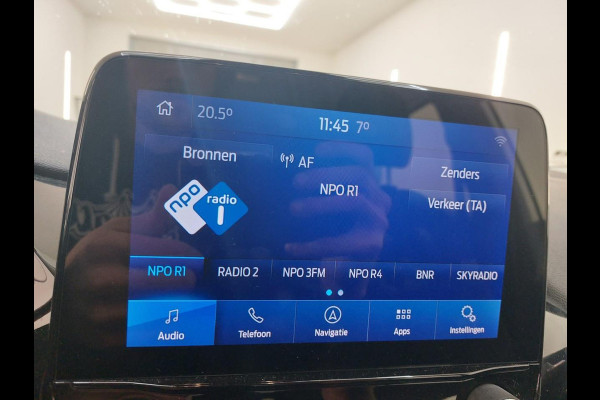 20.5° 11:45 7°
Bronnen AF Zenders
NPO R1 Verkeer (TA)
npo radio 1
NPO R1 RADIO 2 NPO 3FM NPO R4 BNR SKYRADIO
Audio Telefoon Navigatie Apps Instellingen